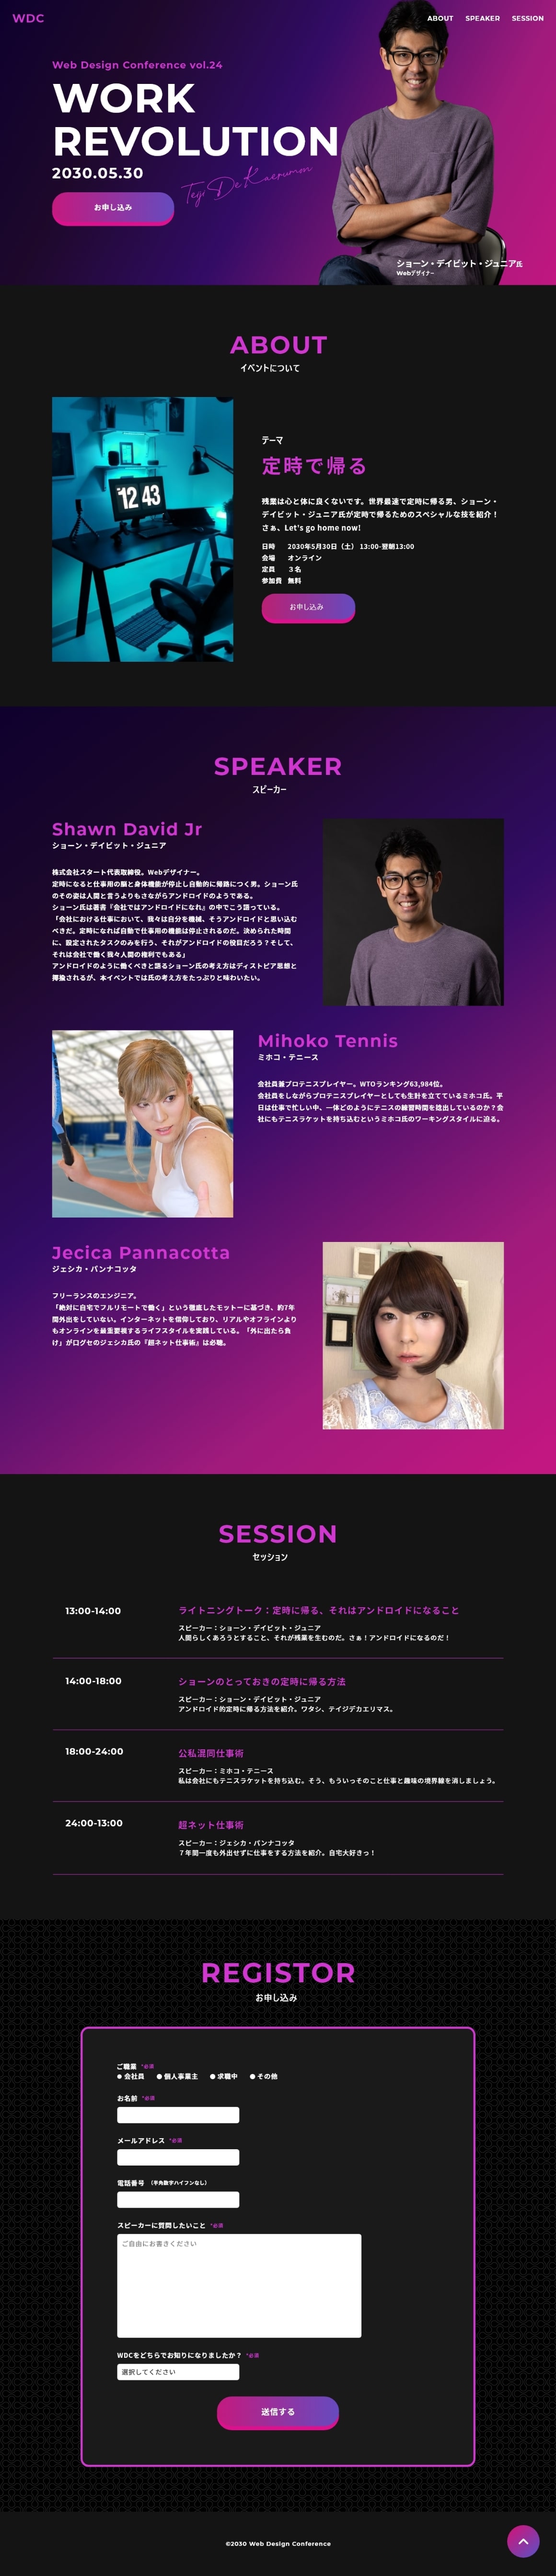 WDC
ABOUT SPEAKER SESSION
Web Design Conference vol.24
WORK
REVOLUTION
2030.05.30
Teiji De Kaerumon
お申し込み
ショーン・デイビット・ジュニア氏
Webデザイナー
ABOUT
イベントについて
12 43
テーマ
定時で帰る
残業は心と体に良くないです。世界最速で定時に帰る男、ショーン・
デイビット・ジュニア氏が定時で帰るためのスペシャルな技を紹介！
さぁ、Let's go home now!
日時 2030年5月30日（土） 13:00-翌朝13:00
会場 オンライン
定員 ３名
参加費 無料
お申し込み
SPEAKER
スピーカー
Shawn David Jr
ショーン・デイビット・ジュニア
株式会社スタート代表取締役。Webデザイナー。
定時になると仕事用の脳と身体機能が停止し自動的に帰路につく男。ショーン氏
のその姿は人間と言うよりもさながらアンドロイドのようである。
ショーン氏は著書『会社ではアンドロイドになれ』の中でこう語っている。
「会社における仕事において、我々は自分を機械、そうアンドロイドと思い込む
べきだ。定時になれば自動で仕事用の機能は停止されるのだ。決められた時間
に、設定されたタスクのみを行う、それがアンドロイドの役目だろう？そして、
それは会社で働く我々人間の権利でもある」
アンドロイドのように働くべきと語るショーン氏の考え方はディストピア思想と
揶揄されるが、本イベントでは氏の考え方をたっぷりと味わいたい。
Mihoko Tennis
ミホコ・テニース
会社員兼プロテニスプレイヤー。WTOランキング63,984位。
会社員をしながらプロテニスプレイヤーとしても生計を立てているミホコ氏。平
日は仕事で忙しい中、一体どのようにテニスの練習時間を捻出しているのか？会
社にもテニスラケットを持ち込むというミホコ氏のワーキングスタイルに迫る。
Jecica Pannacotta
ジェシカ・パンナコッタ
フリーランスのエンジニア。
「絶対に自宅でフルリモートで働く」という徹底したモットーに基づき、約7年
間外出をしていない。インターネットを信仰しており、リアルやオフラインより
もオンラインを最重要視するライフスタイルを実践している。「外に出たら負
け」が口グセのジェシカ氏の『超ネット仕事術』は必聴。
SESSION
セッション
13:00-14:00
ライトニングトーク：定時に帰る、それはアンドロイドになること
スピーカー：ショーン・デイビット・ジュニア
人間らしくあろうとすること、それが残業を生むのだ。さぁ！アンドロイドになるのだ！
14:00-18:00
ショーンのとっておきの定時に帰る方法
スピーカー：ショーン・デイビット・ジュニア
アンドロイド的定時に帰る方法を紹介。ワタシ、テイジデカエリマス。
18:00-24:00
公私混同仕事術
スピーカー：ミホコ・テニース
私は会社にもテニスラケットを持ち込む。そう、もういっそのこと仕事と趣味の境界線を消しましょう。
24:00-13:00
超ネット仕事術
スピーカー：ジェシカ・パンナコッタ
７年間一度も外出せずに仕事をする方法を紹介。自宅大好きっ！
REGISTOR
お申し込み
ご職業 *必須
会社員 個人事業主 求職中 その他
お名前 *必須
メールアドレス *必須
電話番号 （半角数字ハイフンなし）
スピーカーに質問したいこと *必須
ご自由にお書きください
WDCをどちらでお知りになりましたか？ *必須
選択してください
送信する
©2030 Web Design Conference